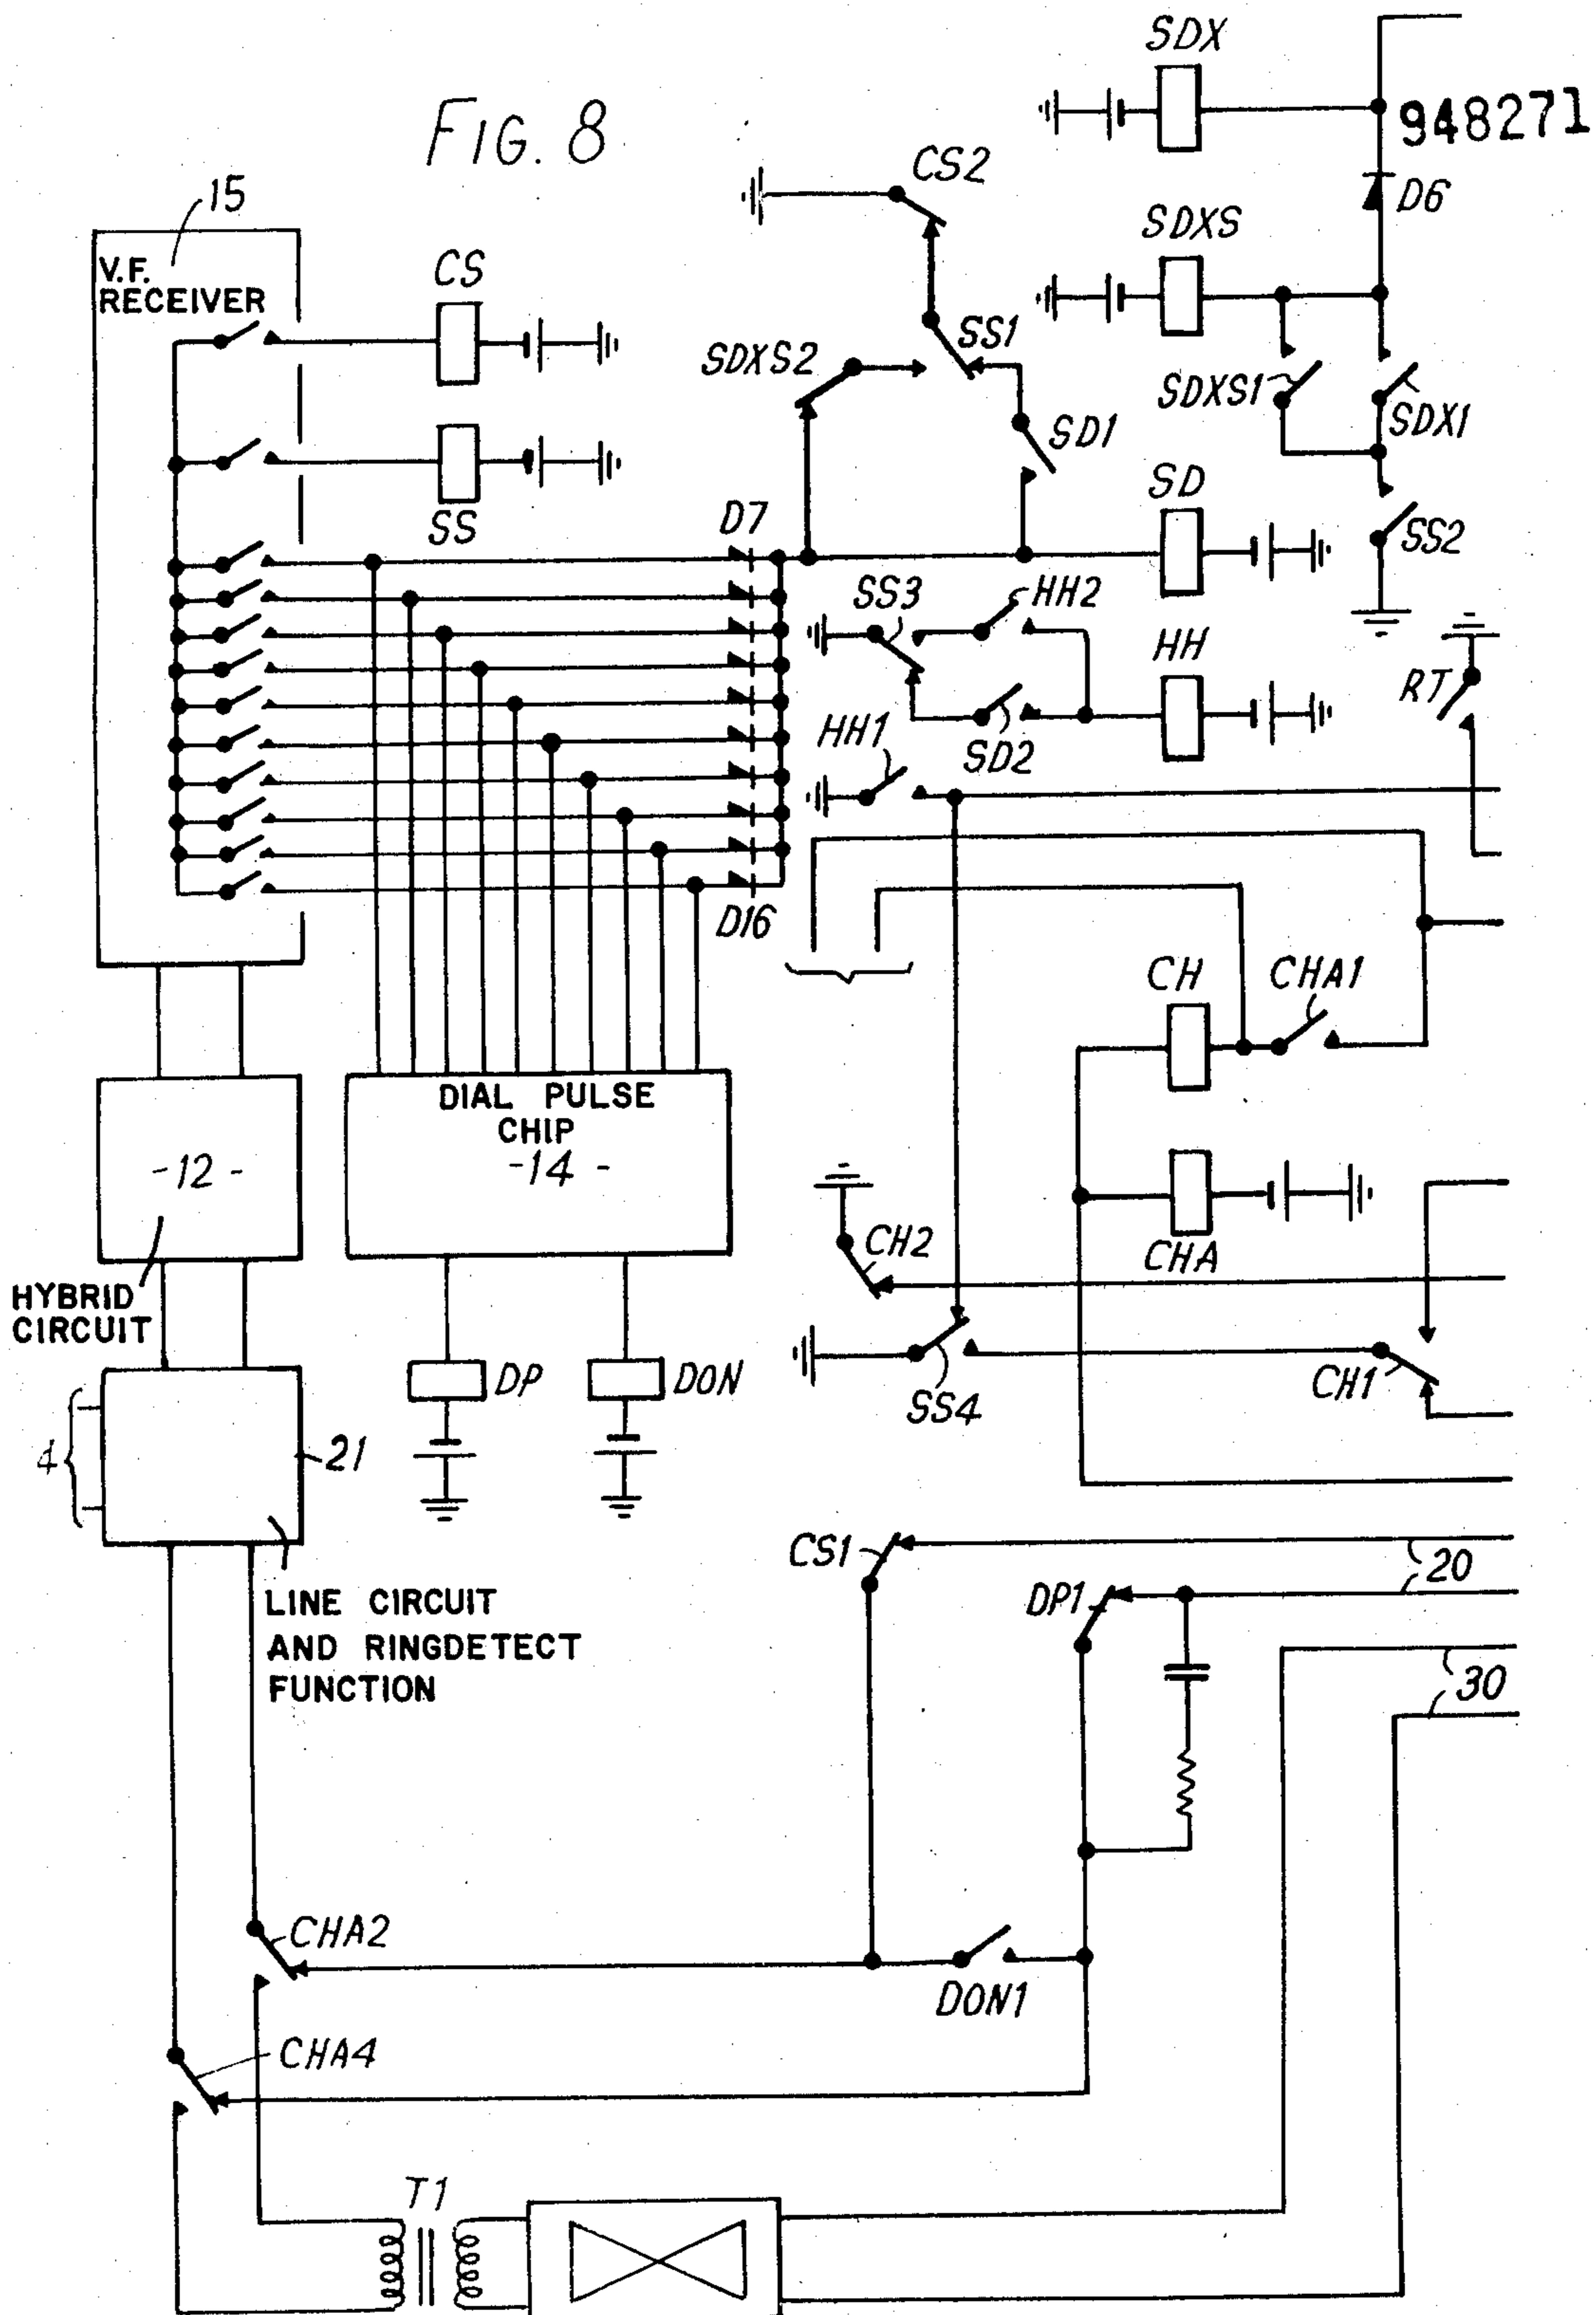 SDX
FIG. 8
948271
CS2
D6
15
V.F.
RECEIVER
CS
SDXS
SS1
SDXS2
SDXS1
SDX1
SD1
SS
SD
D7
SS2
SS3
HH2
HH
RT
HH1
SD2
D16
CH
CHA1
DIAL PULSE
CHIP
-14-
-12-
CH2
CHA
HYBRID
CIRCUIT
DP
DON
SS4
CH1
4
21
CS1
20
DP1
LINE CIRCUIT
AND RINGDETECT
FUNCTION
30
CHA2
DON1
CHA4
T1